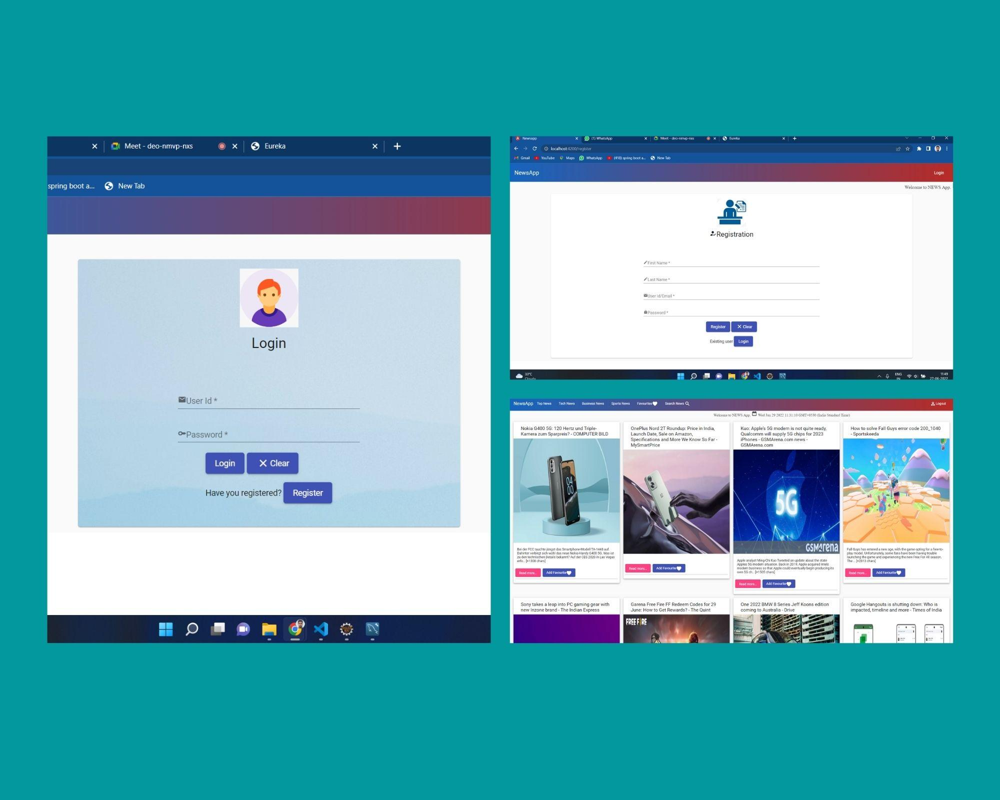 Meet - deo-nmvp-nxs
Eureka
spring boot a...
New Tab
Login
User Id *
Password *
Login
Clear
Have you registered? Register
Newsapp
(1) WhatsApp
Meet - deo-nmvp-nxs
Eureka
localhost:4200/register
Gmail
YouTube
Maps
WhatsApp
(418) spring boot a...
New Tab
NewsApp
Login
Welcome to NEWS App.
Registration
First Name *
Last Name *
User Id/Email *
Password *
Register
Clear
Existing user Login
33°C
Cloudy
ENG
IN
11:49
27-06-2022
NewsApp Top News Tech News Business News Sports News Favourites Search News Logout
Welcome to NEWS App. Wed Jun 29 2022 11:31:10 GMT+0530 (India Standard Time)
Nokia G400 5G: 120 Hertz und Triple-
Kamera zum Sparpreis? - COMPUTER BILD
04
00
Bei der FCC tauchte jüngst das Smartphone-Modell TA-1448 auf.
Dahinter verbirgt sich wohl das neue Nokia-Handy G400 5G. Was ist
zu den technischen Details bekannt? Auf der CES 2020 in Las Vegas
erfo... [+1308 chars]
Read more...
Add Favourite
OnePlus Nord 2T Roundup: Price in India,
Launch Date, Sale on Amazon,
Specifications and More We Know So Far -
MySmartPrice
Read more...
Add Favourite
Kuo: Apple's 5G modem is not quite ready,
Qualcomm will supply 5G chips for 2023
iPhones - GSMArena.com news -
GSMArena.com
5G
GSMArena
Apple analyst Ming-Chi Kuo Tweeted an update about the state
Apples 5G modem situation. Back in 2019, Apple acquired Intels
modem business so that Apple could eventually begin producing its
own 5G ch... [+1505 chars]
Read more...
Add Favourite
How to solve Fall Guys error code 200_1040
- Sportskeeda
Fall Guys has entered a new age, with the game opting for a free-to-
play model. Unfortunately, some fans have been having trouble
launching the game and experiencing the new Free For All season.
The ... [+2813 chars]
Read more...
Add Favourite
Sony takes a leap into PC gaming gear with
new Inzone brand - The Indian Express
Garena Free Fire FF Redeem Codes for 29
June: How to Get Rewards? - The Quint
FREE FIRE
One 2022 BMW 8 Series Jeff Koons edition
coming to Australia - Drive
Google Hangouts is shutting down: Who is
impacted, timeline and more - Times of India